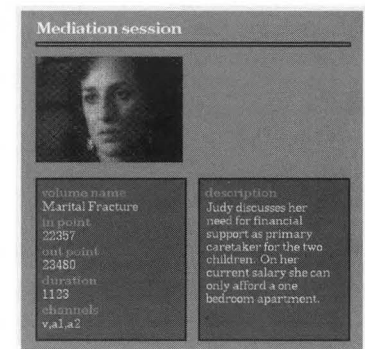 Mediation session
volume name
Marital Fracture
in point
22357
out point
23480
duration
1123
channels
v,a1,a2
description
Judy discusses her
need for financial
support as primary
caretaker for the two
children. On her
current salary she can
only afford a one
bedroom apartment.